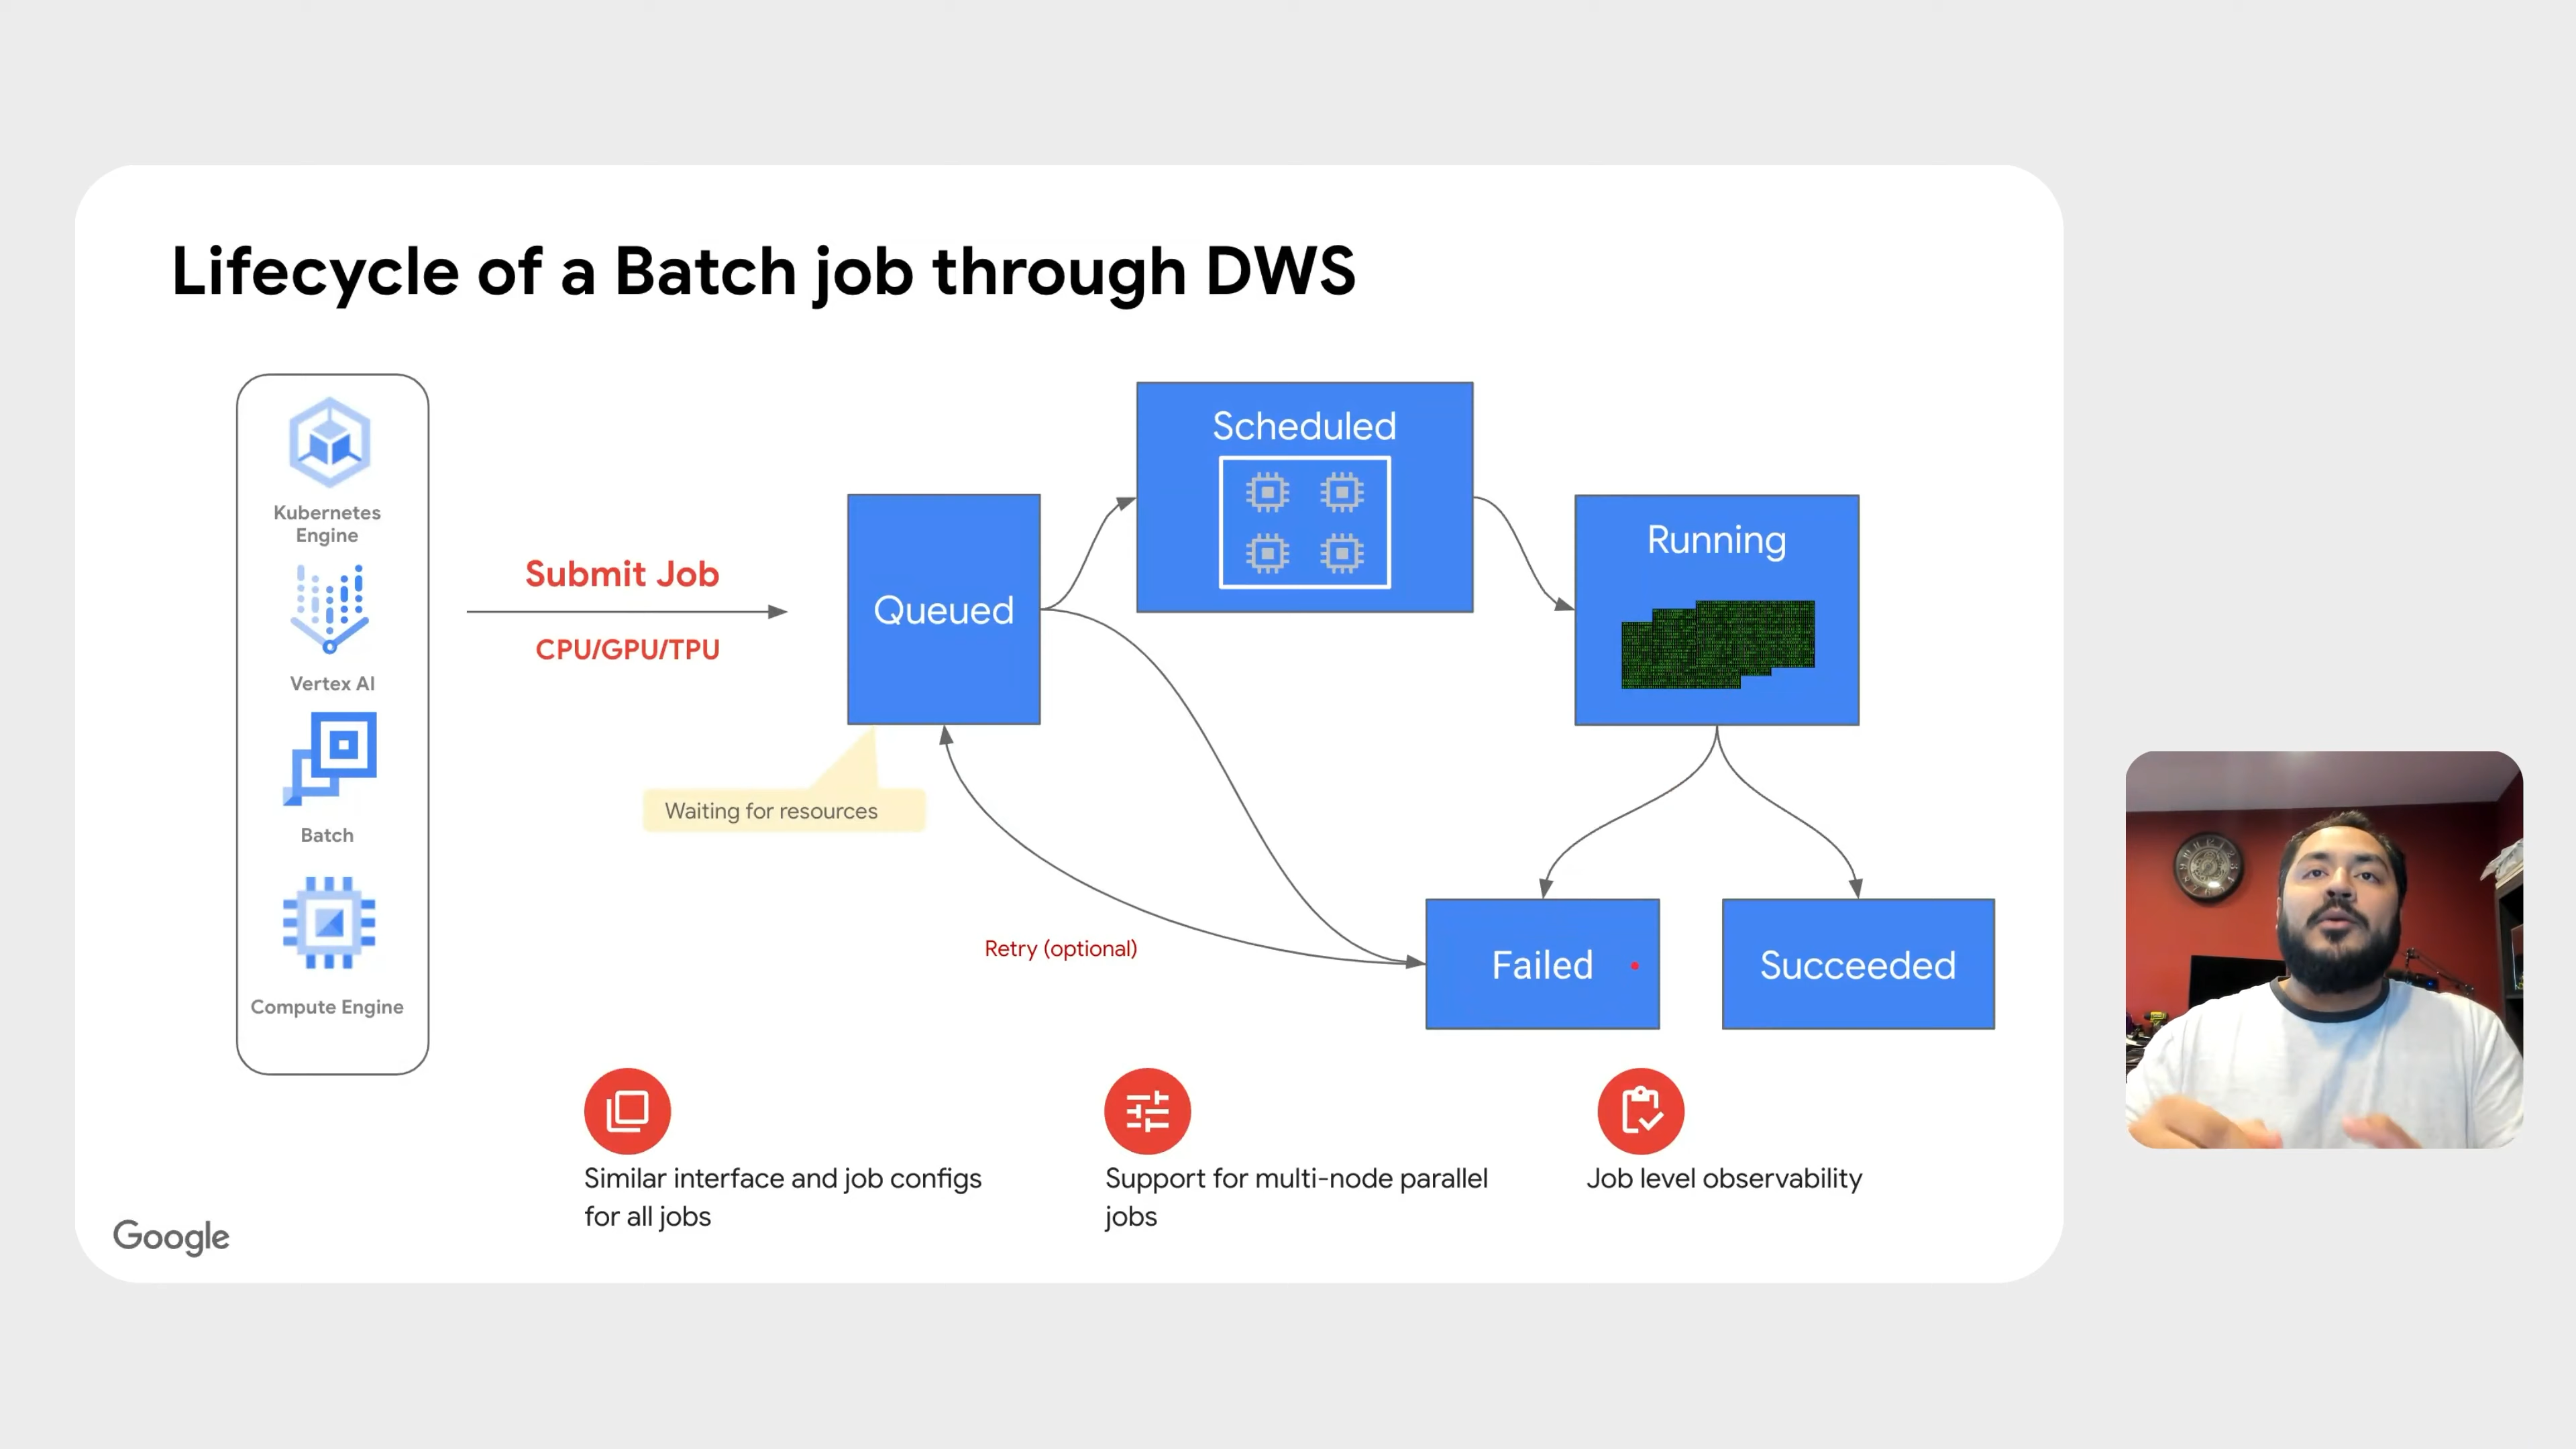 Lifecycle of a Batch job through DWS
Kubernetes
Engine
Vertex AI
Batch
Compute Engine
Submit Job
CPU/GPU/TPU
Queued
Waiting for resources
Scheduled
Running
Retry (optional)
Failed
Succeeded
Similar interface and job configs
for all jobs
Support for multi-node parallel
jobs
Job level observability
Google